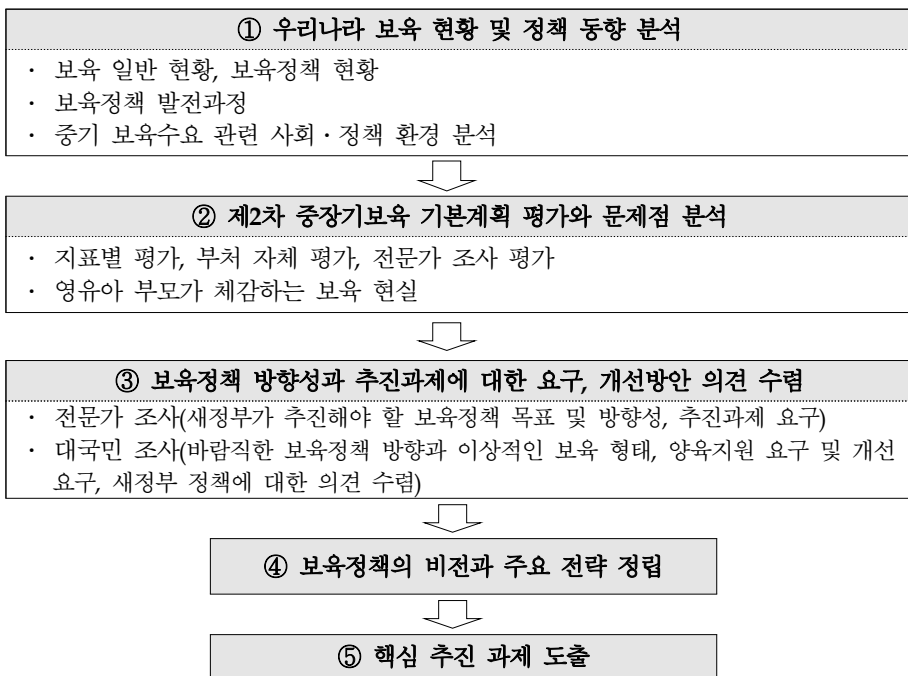 ① 우리나라 보육 현황 및 정책 동향 분석
· 보육 일반 현황, 보육정책 현황
· 보육정책 발전과정
· 중기 보육수요 관련 사회·정책 환경 분석
② 제2차 중장기보육 기본계획 평가와 문제점 분석
· 지표별 평가, 부처 자체 평가, 전문가 조사 평가
· 영유아 부모가 체감하는 보육 현실
③ 보육정책 방향성과 추진과제에 대한 요구, 개선방안 의견 수렴
· 전문가 조사(새정부가 추진해야 할 보육정책 목표 및 방향성, 추진과제 요구)
· 대국민 조사(바람직한 보육정책 방향과 이상적인 보육 형태, 양육지원 요구 및 개선
요구, 새정부 정책에 대한 의견 수렴)
④ 보육정책의 비전과 주요 전략 정립
⑤ 핵심 추진 과제 도출